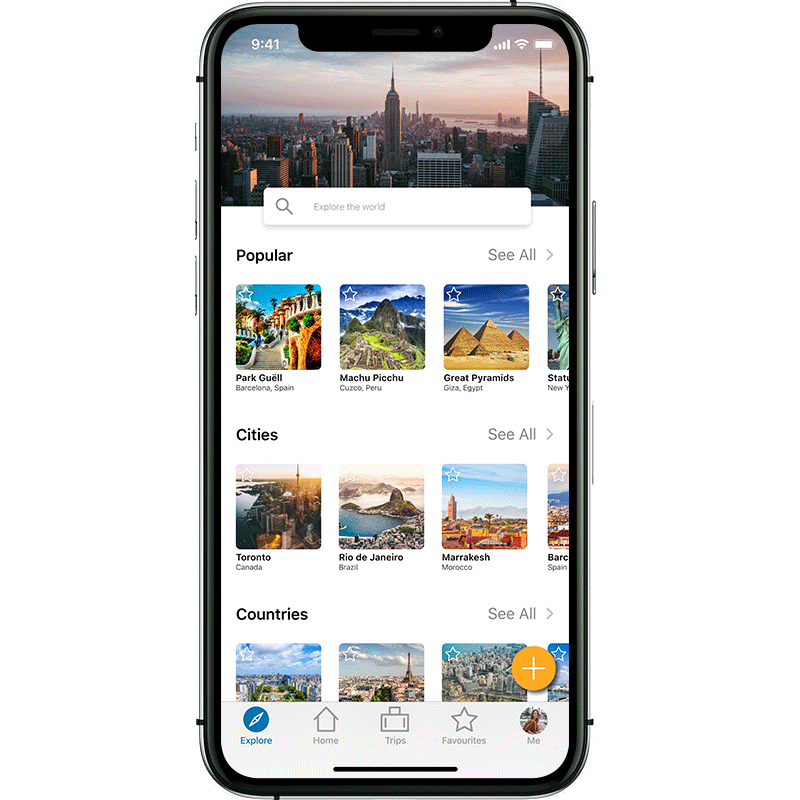 9:41
Explore the world
Popular See All
Park Guëll Machu Picchu Great Pyramids Statu
Barcelona, Spain Cuzco, Peru Giza, Egypt New Y
Cities See All
Toronto Rio de Janeiro Marrakesh Barc
Canada Brazil Morocco Spain
Countries See All
Explore Home Trips Favourites Me